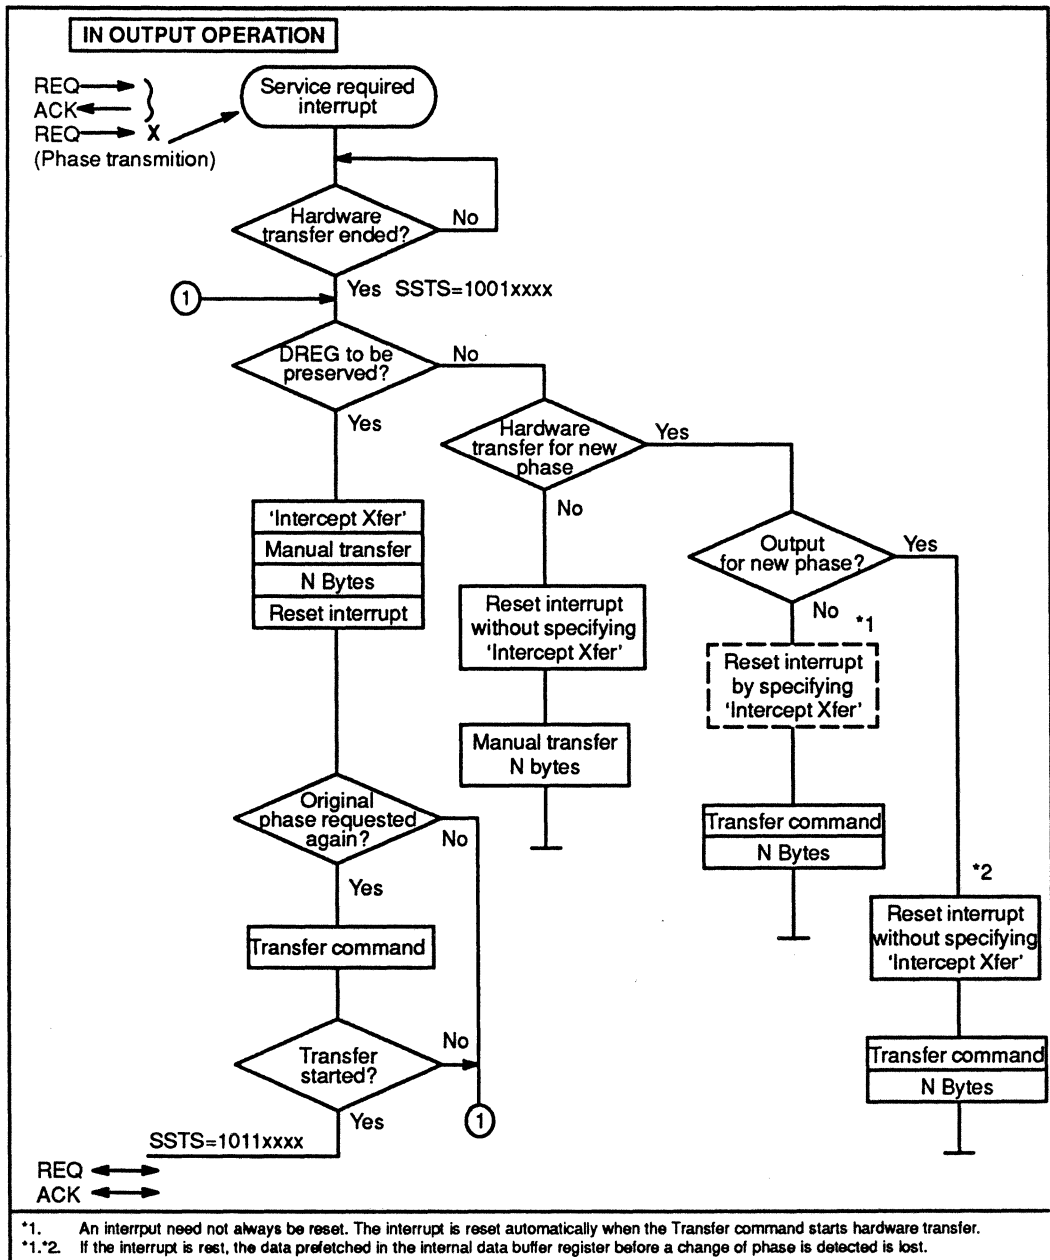 IN OUTPUT OPERATION
REQ
ACK
REQ X
(Phase transmition)
Service required
interrupt
Hardware
transfer ended?
No
Yes SSTS=1001xxxx
1
DREG to be
preserved?
No
Yes
Hardware
transfer for new
phase
Yes
No
'Intercept Xfer'
Manual transfer
N Bytes
Reset interrupt
Output
for new phase?
Yes
No
*1
Reset interrupt
without specifying
'Intercept Xfer'
Reset interrupt
by specifying
'Intercept Xfer'
Manual transfer
N bytes
Original
phase requested
again?
No
Yes
Transfer command
N Bytes
*2
Reset interrupt
without specifying
'Intercept Xfer'
Transfer command
Transfer
started?
No
Yes
Transfer command
N Bytes
1
SSTS=1011xxxx
REQ
ACK
*1. An interrput need not always be reset. The interrupt is reset automatically when the Transfer command starts hardware transfer.
*1.*2. If the interrupt is rest, the data prefetched in the internal data buffer register before a change of phase is detected is lost.